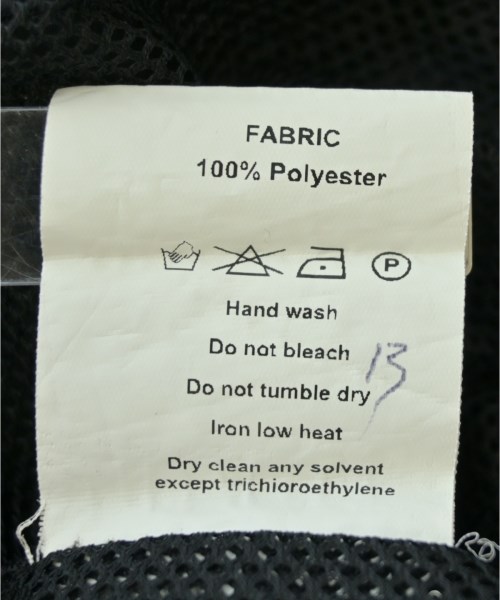 FABRIC
100% Polyester
P
Hand wash
Do not bleach
13
Do not tumble dry
Iron low heat
Dry clean any solvent
except trichioroethylene